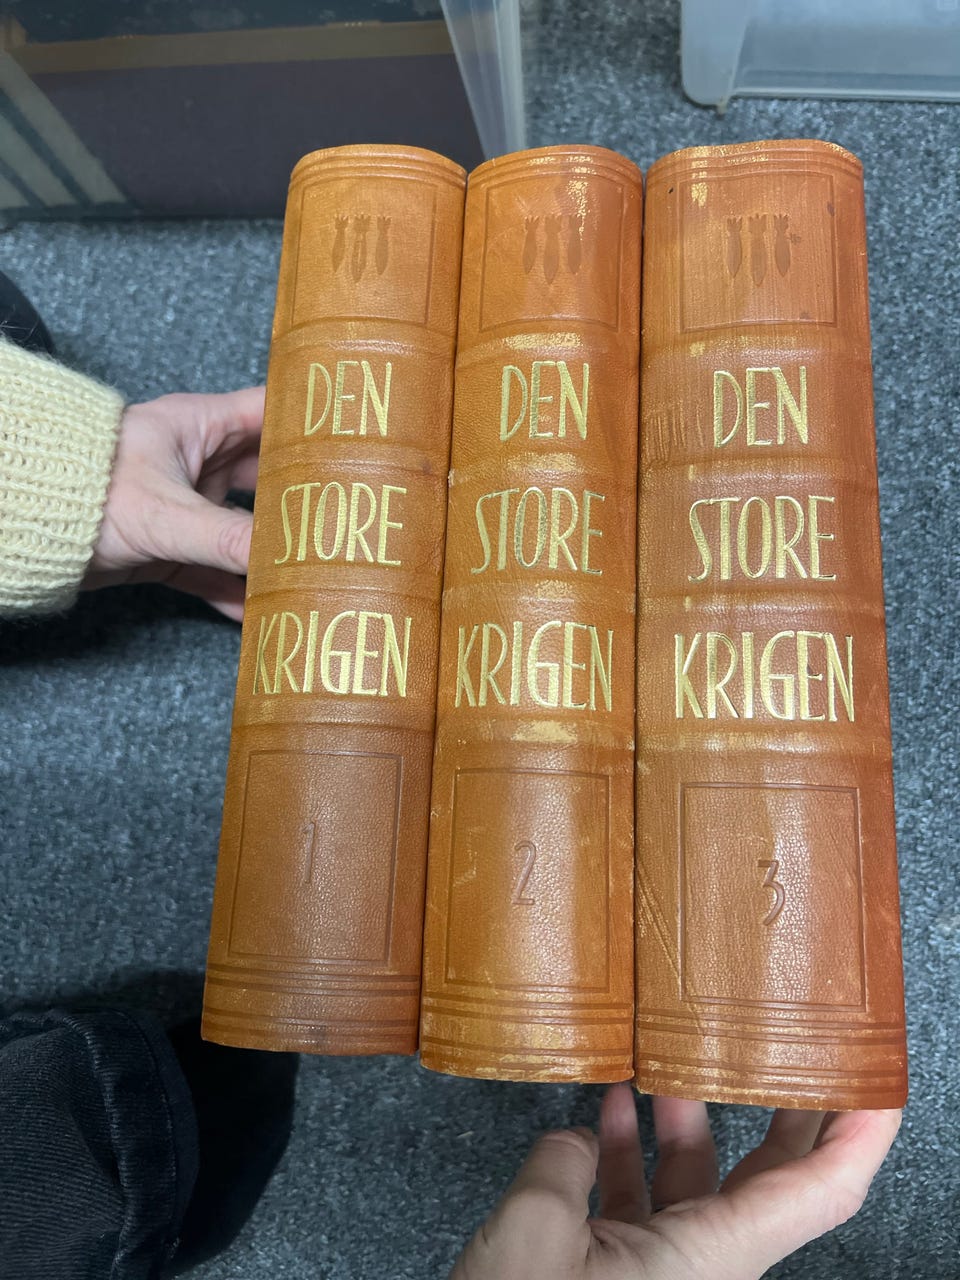 DEN
STORE
KRIGEN
1
DEN
STORE
KRIGEN
2
DEN
STORE
KRIGEN
3